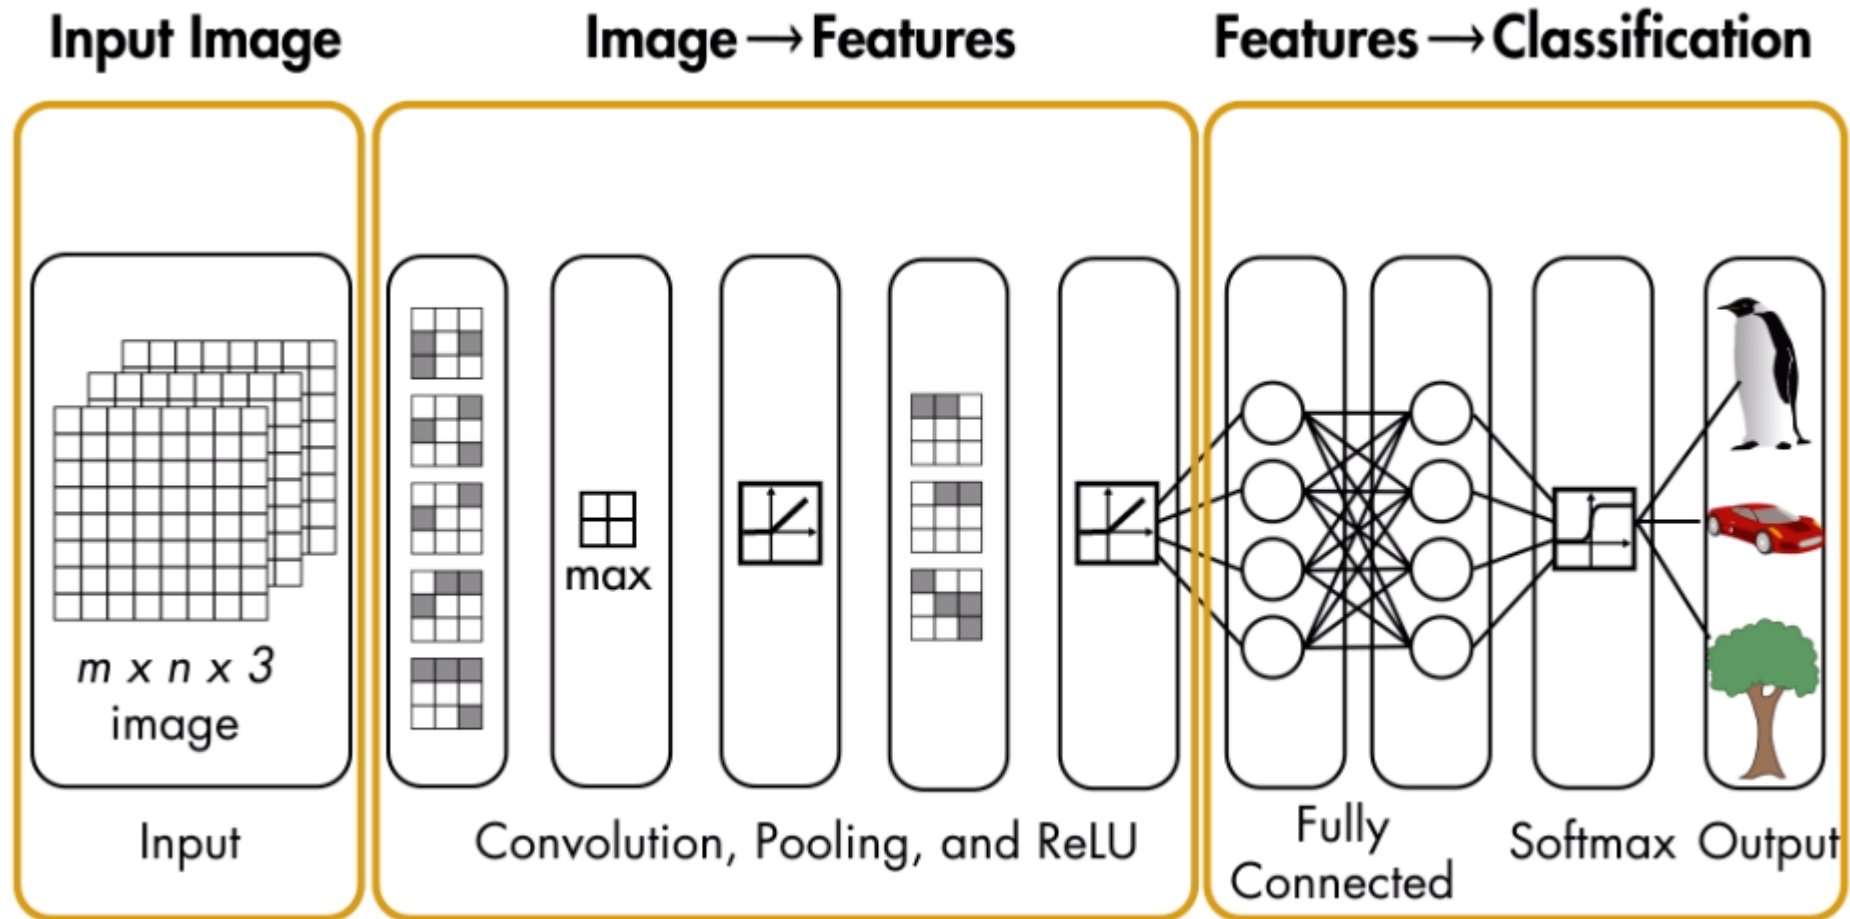 Input Image
Image→Features
Features→Classification
m x n x 3
image
max
Input
Convolution, Pooling, and ReLU
Fully
Connected
Softmax
Output